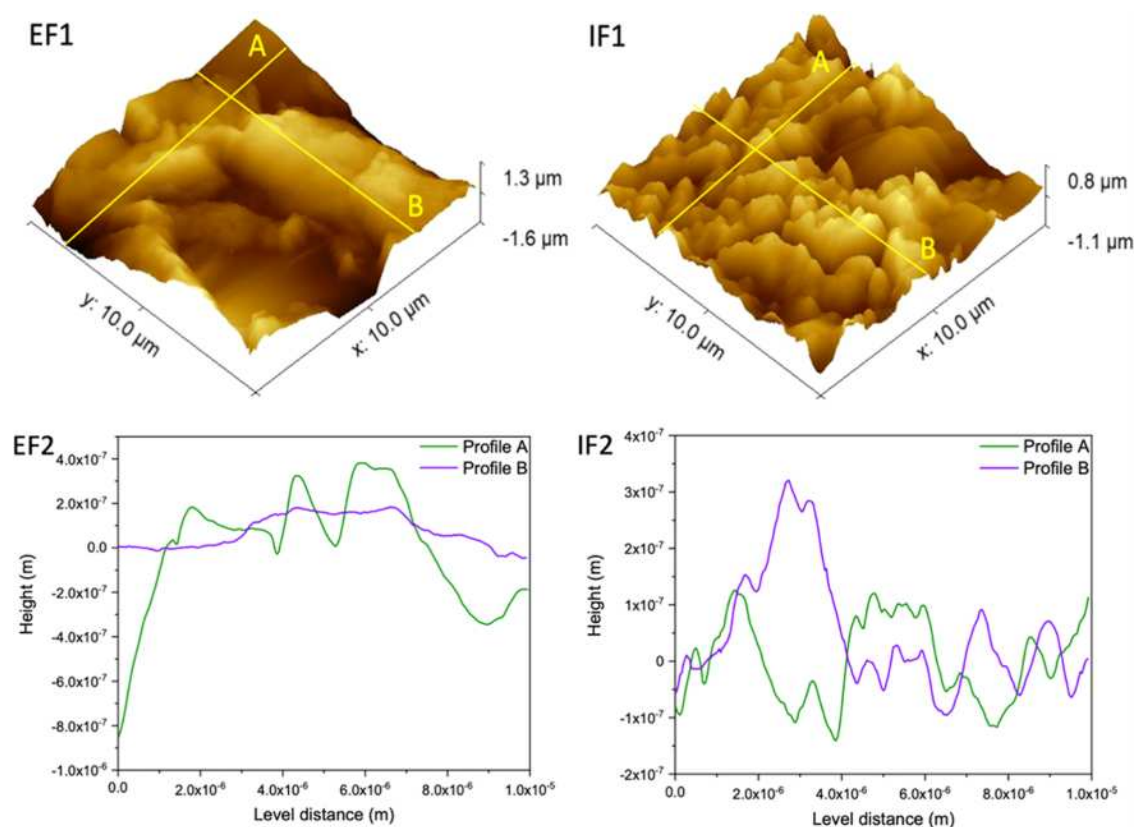 EF1
A
B
1.3 µm
-1.6 µm
y: 10.0 µm
x: 10.0 µm
IF1
A
B
0.8 µm
-1.1 µm
y: 10.0 µm
x: 10.0 µm
EF2
Profile A
Profile B
4.0x10⁻⁷
2.0x10⁻⁷
0.0
-2.0x10⁻⁷
-4.0x10⁻⁷
-6.0x10⁻⁷
-8.0x10⁻⁷
-1.0x10⁻⁶
Height (m)
0.0 2.0x10⁻⁶ 4.0x10⁻⁶ 6.0x10⁻⁶ 8.0x10⁻⁶ 1.0x10⁻⁵
Level distance (m)
IF2
Profile A
Profile B
4x10⁻⁷
3x10⁻⁷
2x10⁻⁷
1x10⁻⁷
0
-1x10⁻⁷
-2x10⁻⁷
Height (m)
0.0 2.0x10⁻⁶ 4.0x10⁻⁶ 6.0x10⁻⁶ 8.0x10⁻⁶ 1.0x10⁻⁵
Level distance (m)